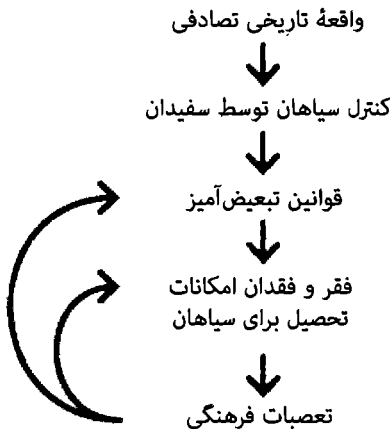 واقعهٔ تاریخی تصادفی
کنترل سیاهان توسط سفیدان
قوانین تبعیض‌آمیز
فقر و فقدان امکانات
تحصیل برای سیاهان
تعصبات فرهنگی